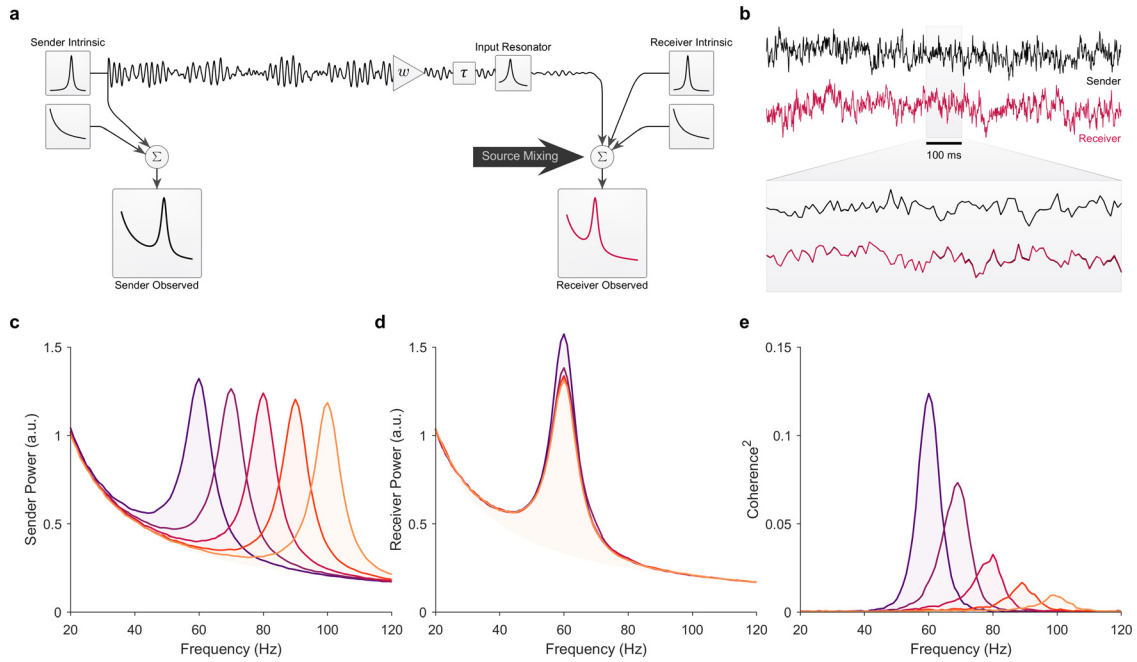 a
Sender Intrinsic
w
τ
Input Resonator
Receiver Intrinsic
Σ
Source Mixing
Σ
Sender Observed
Receiver Observed
b
Sender
Receiver
100 ms
c
Sender Power (a.u.)
1.5
1
0.5
0
20 40 60 80 100 120
Frequency (Hz)
d
Receiver Power (a.u.)
1.5
1
0.5
0
20 40 60 80 100 120
Frequency (Hz)
e
Coherence²
0.15
0.1
0.05
0
20 40 60 80 100 120
Frequency (Hz)